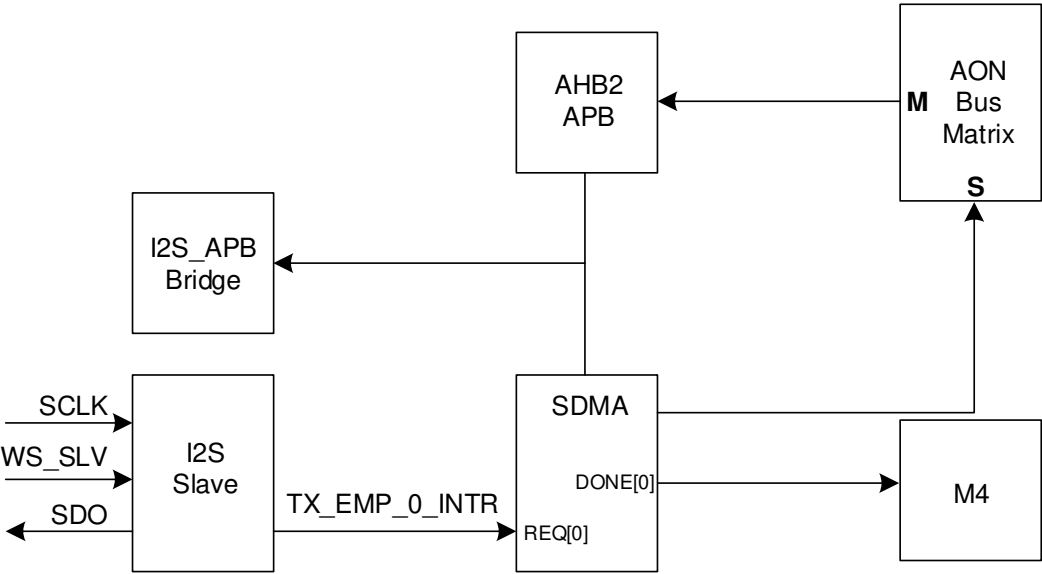 AHB2
APB
AON
M Bus
Matrix
S
I2S_APB
Bridge
SCLK
WS_SLV
SDO
I2S
Slave
TX_EMP_0_INTR
SDMA
DONE[0]
REQ[0]
M4